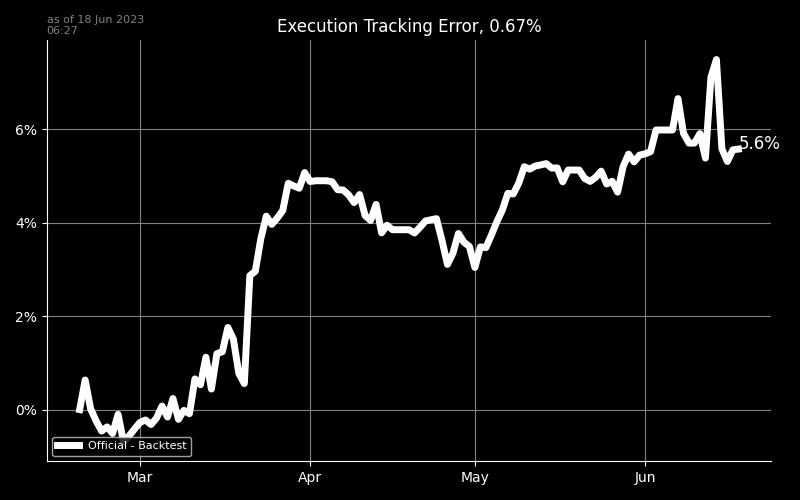 as of 18 Jun 2023
06:27
Execution Tracking Error, 0.67%
6%
4%
2%
0%
5.6%
Official - Backtest
Mar
Apr
May
Jun